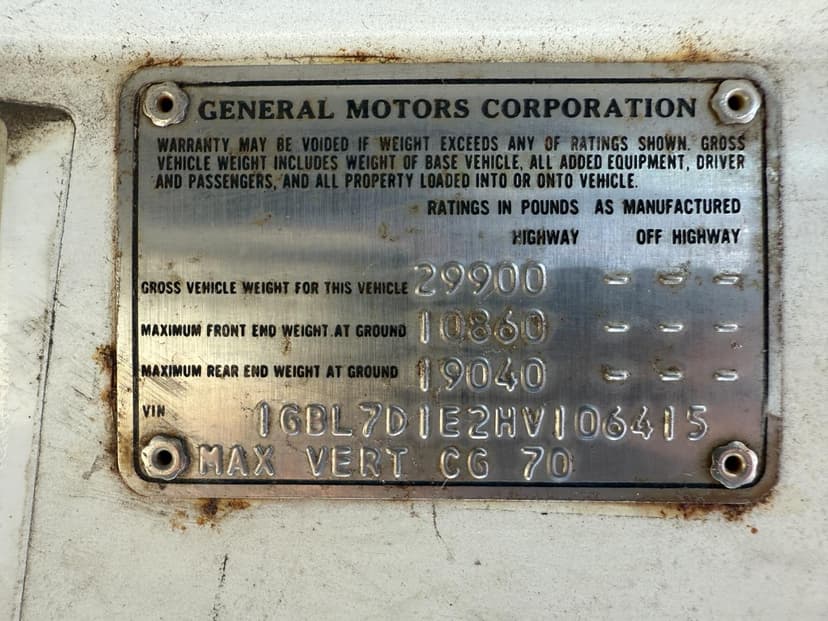 GENERAL MOTORS CORPORATION
WARRANTY MAY BE VOIDED IF WEIGHT EXCEEDS ANY OF RATINGS SHOWN. GROSS
VEHICLE WEIGHT INCLUDES WEIGHT OF BASE VEHICLE, ALL ADDED EQUIPMENT, DRIVER
AND PASSENGERS, AND ALL PROPERTY LOADED INTO OR ONTO VEHICLE.
RATINGS IN POUNDS AS MANUFACTURED
HIGHWAY OFF HIGHWAY
GROSS VEHICLE WEIGHT FOR THIS VEHICLE 29900 - - -
MAXIMUM FRONT END WEIGHT AT GROUND 10860 - - -
MAXIMUM REAR END WEIGHT AT GROUND 19040 - - -
VIN 1GBL7D1E2HV106415
MAX VERT CG 70